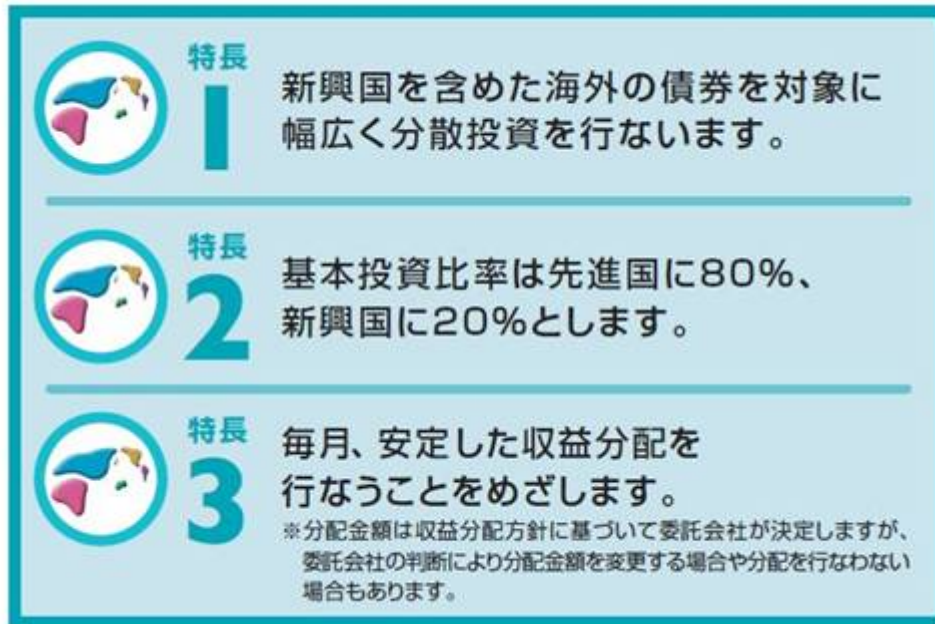 特長
1
新興国を含めた海外の債券を対象に
幅広く分散投資を行ないます。
特長
2
基本投資比率は先進国に80%、
新興国に20%とします。
特長
3
毎月、安定した収益分配を
行なうことをめざします。
※分配金額は収益分配方針に基づいて委託会社が決定しますが、
委託会社の判断により分配金額を変更する場合や分配を行なわない
場合もあります。